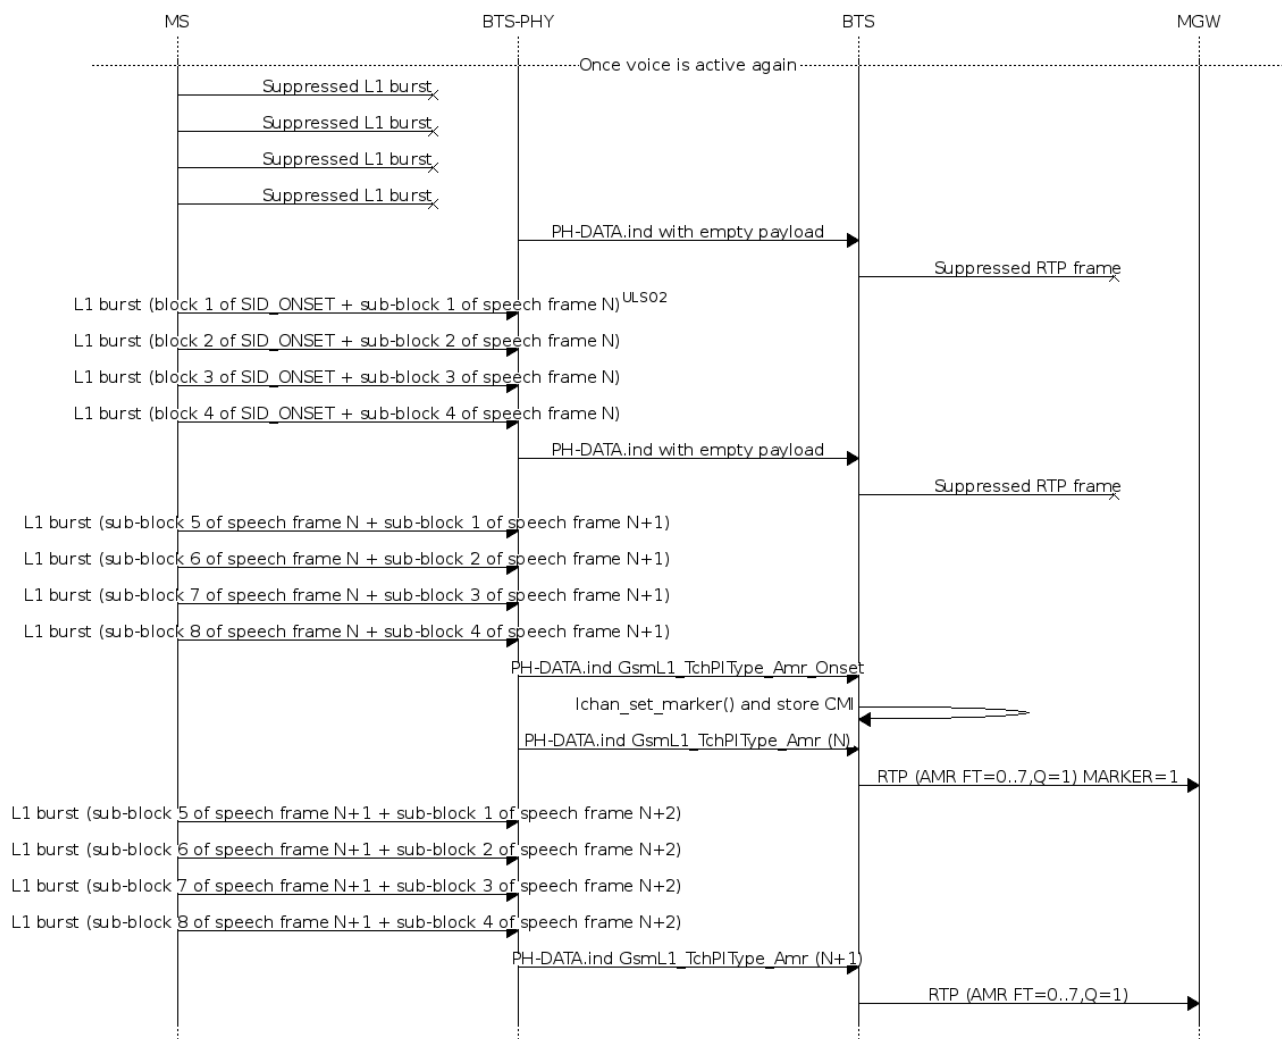 MS BTS-PHY BTS MGW
Once voice is active again
Suppressed L1 burst
Suppressed L1 burst
Suppressed L1 burst
Suppressed L1 burst
PH-DATA.ind with empty payload
Suppressed RTP frame
L1 burst (block 1 of SID_ONSET + sub-block 1 of speech frame N) ULS02
L1 burst (block 2 of SID_ONSET + sub-block 2 of speech frame N)
L1 burst (block 3 of SID_ONSET + sub-block 3 of speech frame N)
L1 burst (block 4 of SID_ONSET + sub-block 4 of speech frame N)
PH-DATA.ind with empty payload
Suppressed RTP frame
L1 burst (sub-block 5 of speech frame N + sub-block 1 of speech frame N+1)
L1 burst (sub-block 6 of speech frame N + sub-block 2 of speech frame N+1)
L1 burst (sub-block 7 of speech frame N + sub-block 3 of speech frame N+1)
L1 burst (sub-block 8 of speech frame N + sub-block 4 of speech frame N+1)
PH-DATA.ind GsmL1_TchPlType_Amr_Onset
lchan_set_marker() and store CMI
PH-DATA.ind GsmL1_TchPlType_Amr (N)
RTP (AMR FT=0..7,Q=1) MARKER=1
L1 burst (sub-block 5 of speech frame N+1 + sub-block 1 of speech frame N+2)
L1 burst (sub-block 6 of speech frame N+1 + sub-block 2 of speech frame N+2)
L1 burst (sub-block 7 of speech frame N+1 + sub-block 3 of speech frame N+2)
L1 burst (sub-block 8 of speech frame N+1 + sub-block 4 of speech frame N+2)
PH-DATA.ind GsmL1_TchPlType_Amr (N+1)
RTP (AMR FT=0..7,Q=1)